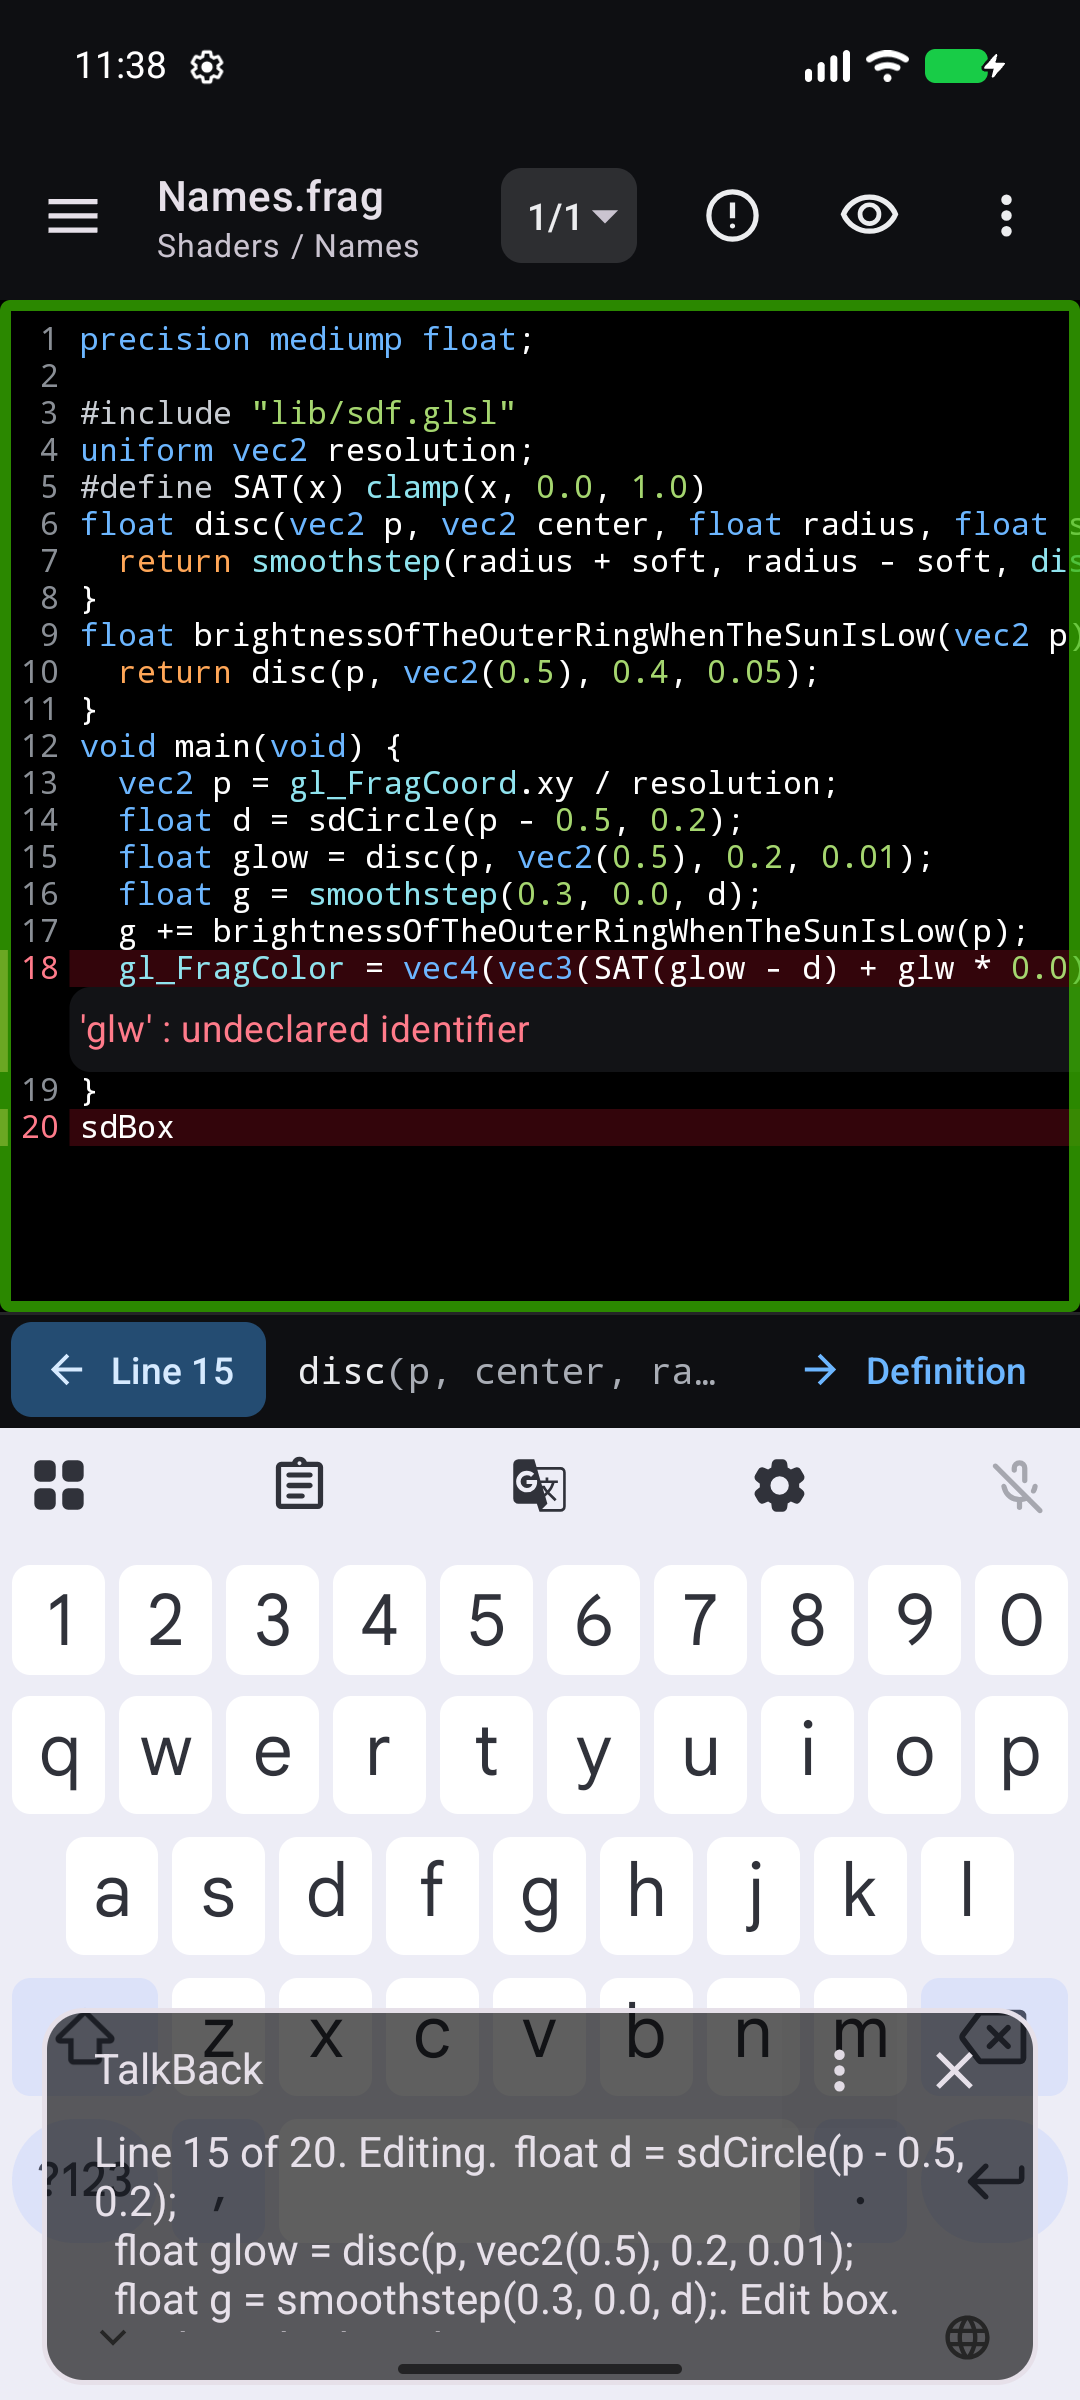 11:38
Names.frag
Shaders / Names
1/1
1 precision mediump float;
2
3 #include "lib/sdf.glsl"
4 uniform vec2 resolution;
5 #define SAT(x) clamp(x, 0.0, 1.0)
6 float disc(vec2 p, vec2 center, float radius, float s
7   return smoothstep(radius + soft, radius - soft, dis
8 }
9 float brightnessOfTheOuterRingWhenTheSunIsLow(vec2 p)
10   return disc(p, vec2(0.5), 0.4, 0.05);
11 }
12 void main(void) {
13   vec2 p = gl_FragCoord.xy / resolution;
14   float d = sdCircle(p - 0.5, 0.2);
15   float glow = disc(p, vec2(0.5), 0.2, 0.01);
16   float g = smoothstep(0.3, 0.0, d);
17   g += brightnessOfTheOuterRingWhenTheSunIsLow(p);
18   gl_FragColor = vec4(vec3(SAT(glow - d) + glw * 0.0)
'glw' : undeclared identifier
19 }
20 sdBox
← Line 15 disc(p, center, ra… → Definition
1 2 3 4 5 6 7 8 9 0
q w e r t y u i o p
a s d f g h j k l
z x c v b n m
TalkBack
?123 , .
Line 15 of 20. Editing. float d = sdCircle(p - 0.5,
0.2);
float glow = disc(p, vec2(0.5), 0.2, 0.01);
float g = smoothstep(0.3, 0.0, d);. Edit box.